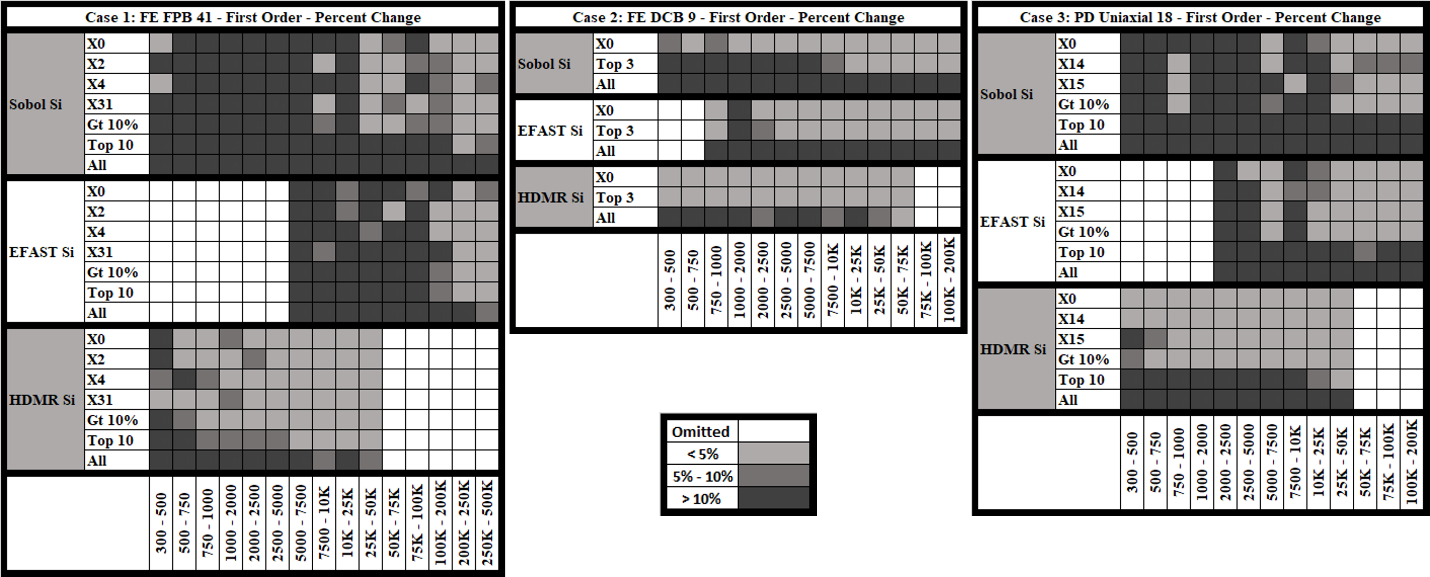 Case 1: FE FPB 41 - First Order - Percent Change
Sobol Si
X0
X2
X4
X31
Gt 10%
Top 10
All
EFAST Si
X0
X2
X4
X31
Gt 10%
Top 10
All
HDMR Si
X0
X2
X4
X31
Gt 10%
Top 10
All
300 - 500
500 - 750
750 - 1000
1000 - 2000
2000 - 2500
2500 - 5000
5000 - 7500
7500 - 10K
10K - 25K
25K - 50K
50K - 75K
75K - 100K
100K - 200K
200K - 250K
250K - 500K
Case 2: FE DCB 9 - First Order - Percent Change
Sobol Si
X0
Top 3
All
EFAST Si
X0
Top 3
All
HDMR Si
X0
Top 3
All
300 - 500
500 - 750
750 - 1000
1000 - 2000
2000 - 2500
2500 - 5000
5000 - 7500
7500 - 10K
10K - 25K
25K - 50K
50K - 75K
75K - 100K
100K - 200K
Omitted
< 5%
5% - 10%
> 10%
Case 3: PD Uniaxial 18 - First Order - Percent Change
Sobol Si
X0
X14
X15
Gt 10%
Top 10
All
EFAST Si
X0
X14
X15
Gt 10%
Top 10
All
HDMR Si
X0
X14
X15
Gt 10%
Top 10
All
300 - 500
500 - 750
750 - 1000
1000 - 2000
2000 - 2500
2500 - 5000
5000 - 7500
7500 - 10K
10K - 25K
25K - 50K
50K - 75K
75K - 100K
100K - 200K